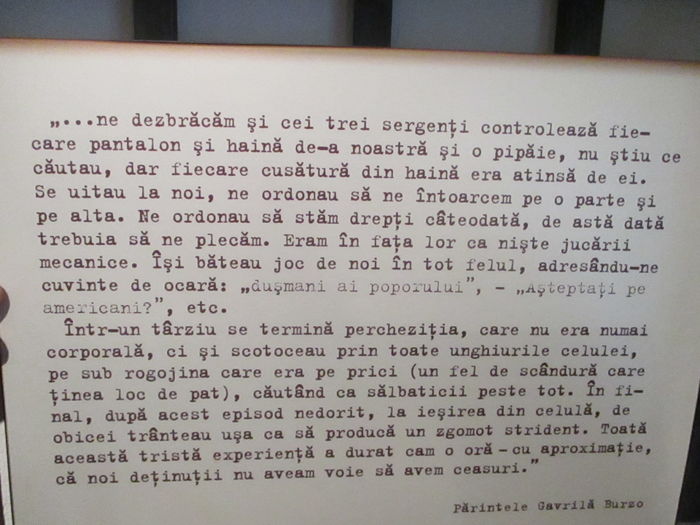 „...ne dezbrăcăm şi cei trei sergenţi controlează fie-
care pantalon şi haină de-a noastră şi o pipăie, nu ştiu ce
căutau, dar fiecare cusătură din haină era atinsă de ei.
Se uitau la noi, ne ordonau să ne întoarcem pe o parte şi
pe alta. Ne ordonau să stăm drepţi câteodată, de astă dată
trebuia să ne plecăm. Eram în faţa lor ca nişte jucării
mecanice. Îşi băteau joc de noi în tot felul, adresându-ne
cuvinte de ocară: „duşmani ai poporului”, - „Aşteptaţi pe
americani?”, etc.
Într-un târziu se termină percheziţia, care nu era numai
corporală, ci şi scotoceau prin toate unghiurile celulei,
pe sub rogojina care era pe prici (un fel de scândură care
ţinea loc de pat), căutând ca sălbaticii peste tot. În fi-
nal, după acest episod nedorit, la ieşirea din celulă, de
obicei trânteau uşa ca să producă un zgomot strident. Toată
această tristă experienţă a durat cam o oră - cu aproximaţie,
că noi deţinuţii nu aveam voie să avem ceasuri.”
Părintele Gavrilă Burzo